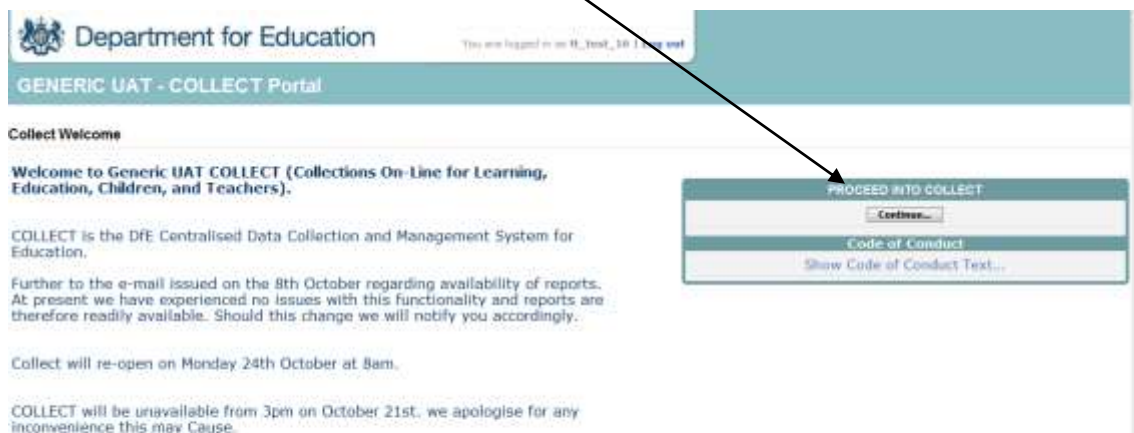 Department for Education
You are logged in as | Log out
GENERIC UAT - COLLECT Portal
Collect Welcome
Welcome to Generic UAT COLLECT (Collections On-Line for Learning,
Education, Children, and Teachers).
COLLECT is the DfE Centralised Data Collection and Management System for
Education.
Further to the e-mail issued on the 8th October regarding availability of reports.
At present we have experienced no issues with this functionality and reports are
therefore readily available. Should this change we will notify you accordingly.
Collect will re-open on Monday 24th October at 8am.
COLLECT will be unavailable from 3pm on October 21st. we apologise for any
inconvenience this may Cause.
PROCEED INTO COLLECT
Continue...
Code of Conduct
Show Code of Conduct Text...